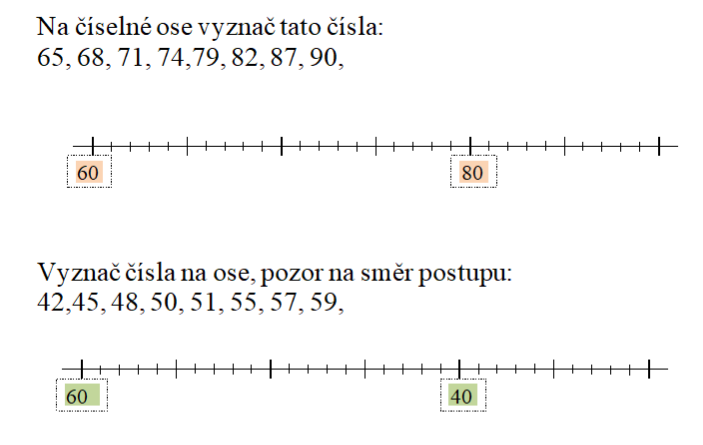 Na číselné ose vyznač tato čísla:
65, 68, 71, 74,79, 82, 87, 90,
60 80
Vyznač čísla na ose, pozor na směr postupu:
42,45, 48, 50, 51, 55, 57, 59,
60 40